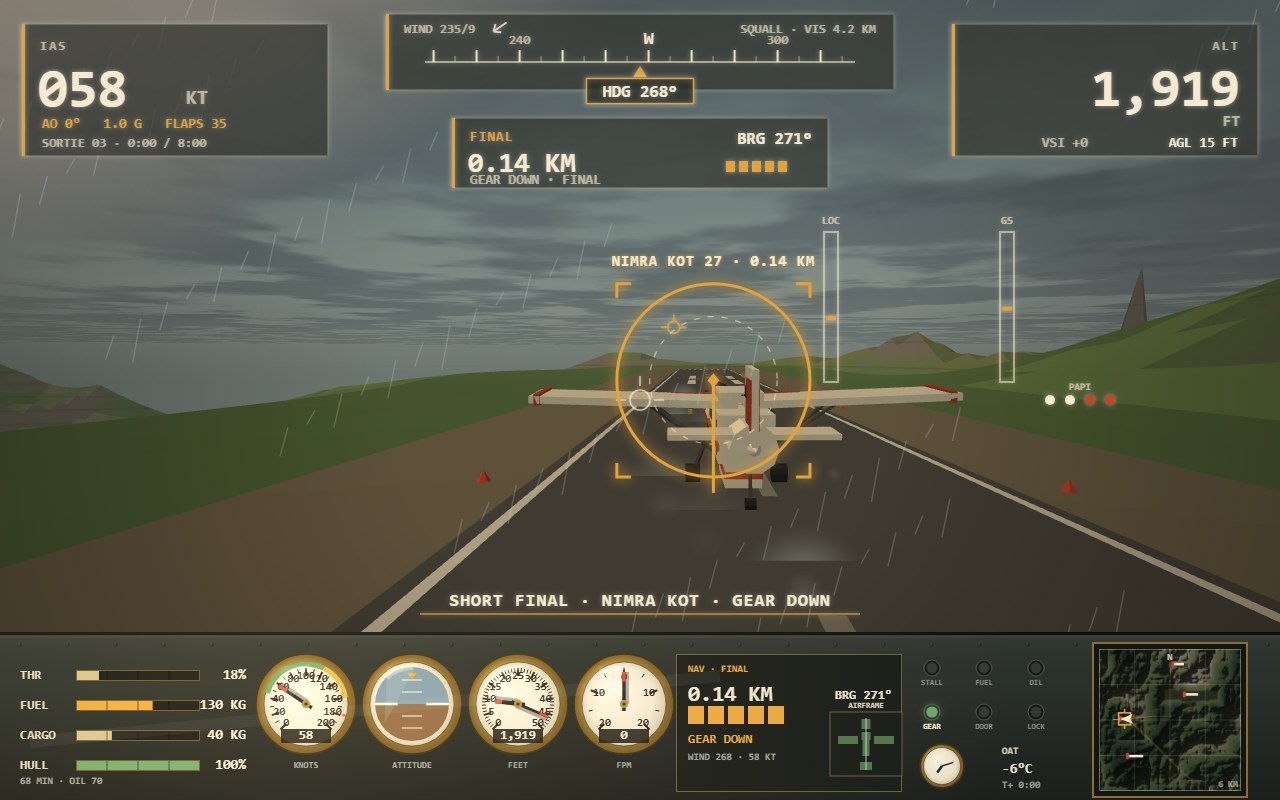 IAS
058 KT
AO 0° 1.0 G FLAPS 35
SORTIE 03 · 0:00 / 8:00
WIND 235/9
SQUALL · VIS 4.2 KM
240 W 300
HDG 268°
ALT
1,919
FT
VSI +0 AGL 15 FT
FINAL
BRG 271°
0.14 KM
GEAR DOWN · FINAL
LOC
GS
NIMRA KOT 27 · 0.14 KM
PAPI
SHORT FINAL · NIMRA KOT · GEAR DOWN
THR 18%
FUEL 130 KG
CARGO 40 KG
HULL 100%
68 MIN · OIL 70
58
KNOTS
ATTITUDE
1,919
FEET
10 10
20 20
0
FPM
NAV · FINAL
0.14 KM
BRG 271°
AIRFRAME
GEAR DOWN
WIND 268 · 58 KT
STALL FUEL OIL
GEAR DOOR LOCK
OAT
-6°C
T+ 0:00
N
6 KM